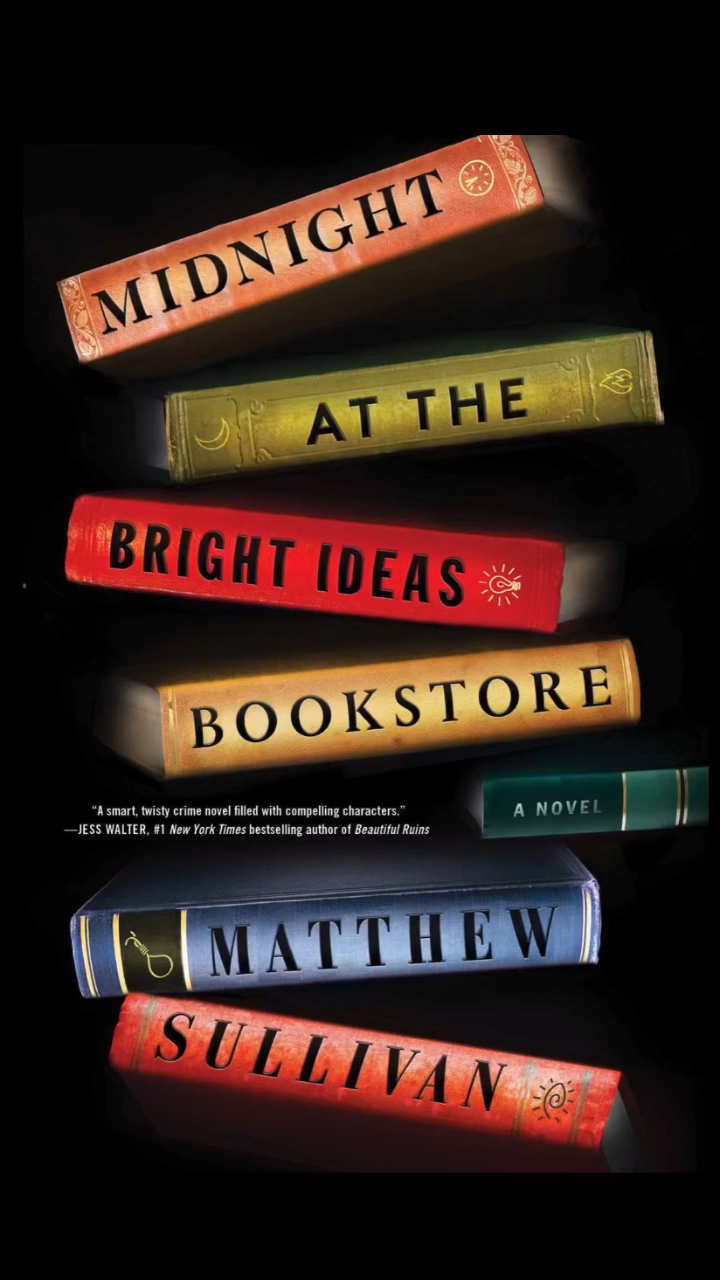 MIDNIGHT
AT THE
BRIGHT IDEAS
BOOKSTORE
A NOVEL
“A smart, twisty crime novel filled with compelling characters.”
—JESS WALTER, #1 New York Times bestselling author of Beautiful Ruins
MATTHEW
SULLIVAN